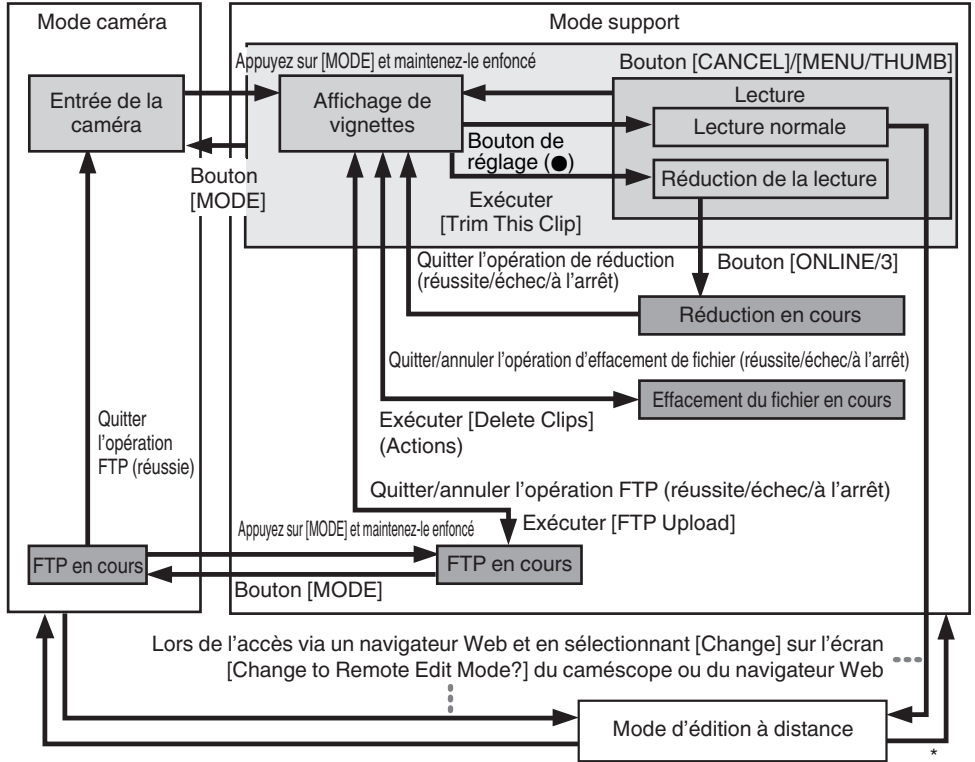 Mode caméra
Mode support
Appuyez sur [MODE] et maintenez-le enfoncé
Bouton [CANCEL]/[MENU/THUMB]
Entrée de la
caméra
Affichage de
vignettes
Lecture
Lecture normale
Bouton de
réglage (●)
Réduction de la lecture
Bouton
[MODE]
Exécuter
[Trim This Clip]
Quitter l'opération de réduction
(réussite/échec/à l'arrêt)
Bouton [ONLINE/3]
Réduction en cours
Quitter/annuler l'opération d'effacement de fichier (réussite/échec/à l'arrêt)
Effacement du fichier en cours
Exécuter [Delete Clips]
(Actions)
Quitter
l'opération
FTP (réussie)
Quitter/annuler l'opération FTP (réussite/échec/à l'arrêt)
Exécuter [FTP Upload]
Appuyez sur [MODE] et maintenez-le enfoncé
FTP en cours
FTP en cours
Bouton [MODE]
Lors de l'accès via un navigateur Web et en sélectionnant [Change] sur l'écran
[Change to Remote Edit Mode?] du caméscope ou du navigateur Web
Mode d'édition à distance
*